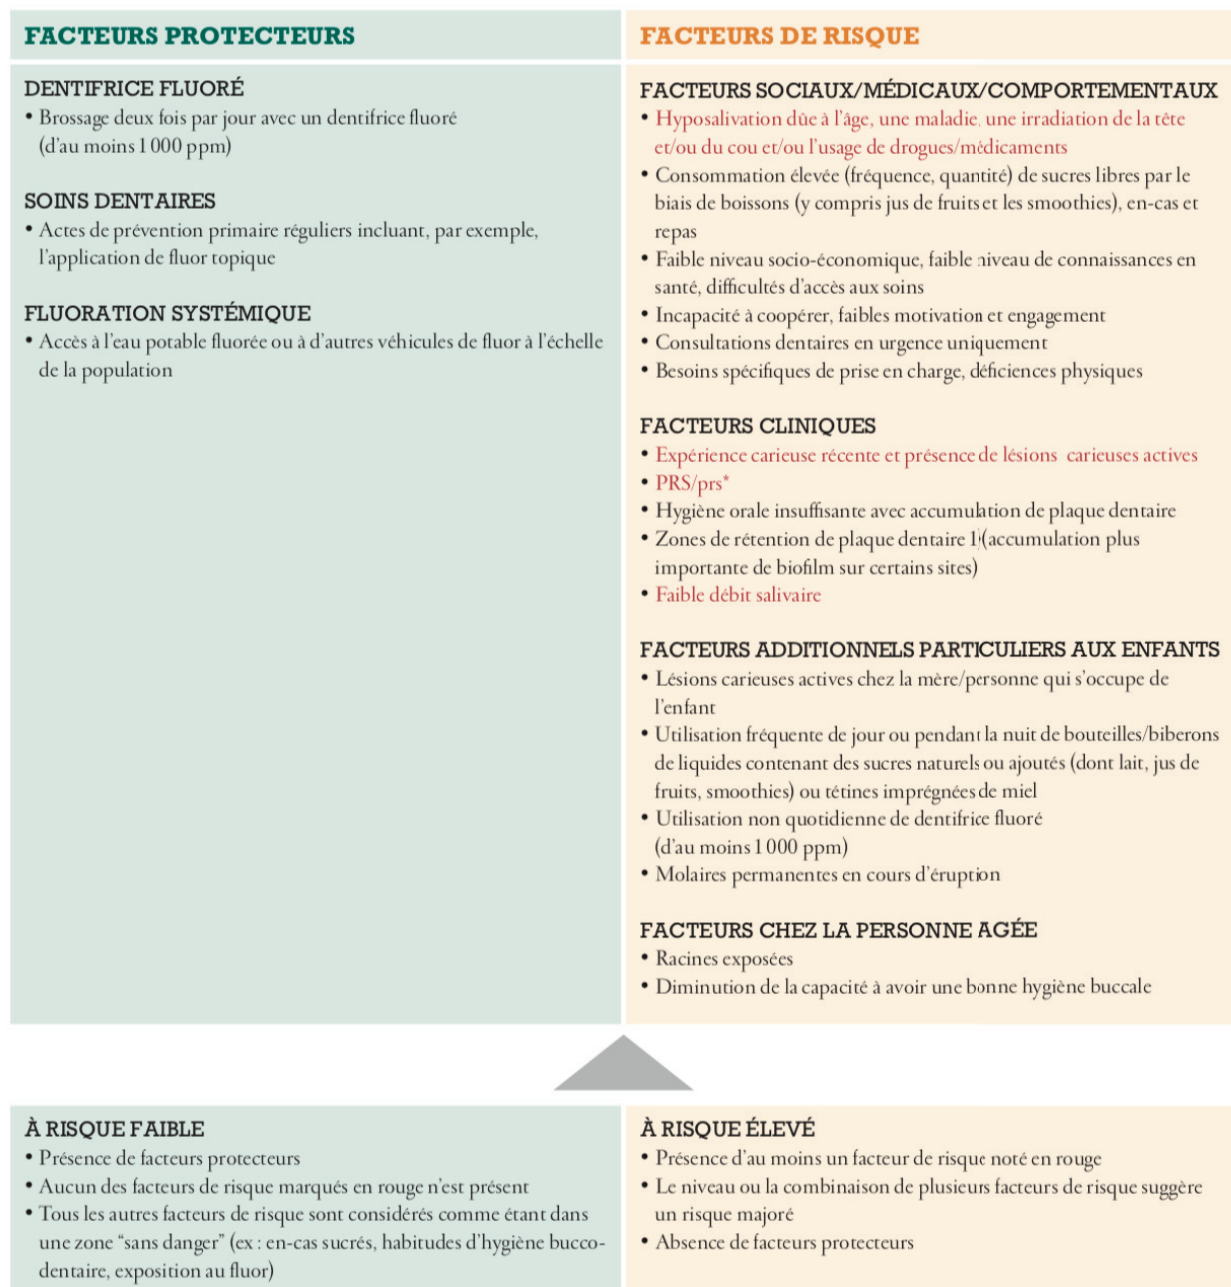 FACTEURS PROTECTEURS
DENTIFRICE FLUORÉ
• Brossage deux fois par jour avec un dentifrice fluoré
(d'au moins 1 000 ppm)
SOINS DENTAIRES
• Actes de prévention primaire réguliers incluant, par exemple,
l'application de fluor topique
FLUORATION SYSTÉMIQUE
• Accès à l'eau potable fluorée ou à d'autres véhicules de fluor à l'échelle
de la population
FACTEURS DE RISQUE
FACTEURS SOCIAUX/MÉDICAUX/COMPORTEMENTAUX
• Hyposalivation dûe à l'âge, une maladie, une irradiation de la tête
et/ou du cou et/ou l'usage de drogues/médicaments
• Consommation élevée (fréquence, quantité) de sucres libres par le
biais de boissons (y compris jus de fruits et les smoothies), en-cas et
repas
• Faible niveau socio-économique, faible niveau de connaissances en
santé, difficultés d'accès aux soins
• Incapacité à coopérer, faibles motivation et engagement
• Consultations dentaires en urgence uniquement
• Besoins spécifiques de prise en charge, déficiences physiques
FACTEURS CLINIQUES
• Expérience carieuse récente et présence de lésions carieuses actives
• PRS/prs*
• Hygiène orale insuffisante avec accumulation de plaque dentaire
• Zones de rétention de plaque dentaire 1 (accumulation plus
importante de biofilm sur certains sites)
• Faible débit salivaire
FACTEURS ADDITIONNELS PARTICULIERS AUX ENFANTS
• Lésions carieuses actives chez la mère/personne qui s'occupe de
l'enfant
• Utilisation fréquente de jour ou pendant la nuit de bouteilles/biberons
de liquides contenant des sucres naturels ou ajoutés (dont lait, jus de
fruits, smoothies) ou tétines imprégnées de miel
• Utilisation non quotidienne de dentifrice fluoré
(d'au moins 1 000 ppm)
• Molaires permanentes en cours d'éruption
FACTEURS CHEZ LA PERSONNE AGÉE
• Racines exposées
• Diminution de la capacité à avoir une bonne hygiène buccale
À RISQUE FAIBLE
• Présence de facteurs protecteurs
• Aucun des facteurs de risque marqués en rouge n'est présent
• Tous les autres facteurs de risque sont considérés comme étant dans
une zone “sans danger” (ex : en-cas sucrés, habitudes d'hygiène bucco-
dentaire, exposition au fluor)
À RISQUE ÉLEVÉ
• Présence d'au moins un facteur de risque noté en rouge
• Le niveau ou la combinaison de plusieurs facteurs de risque suggère
un risque majoré
• Absence de facteurs protecteurs